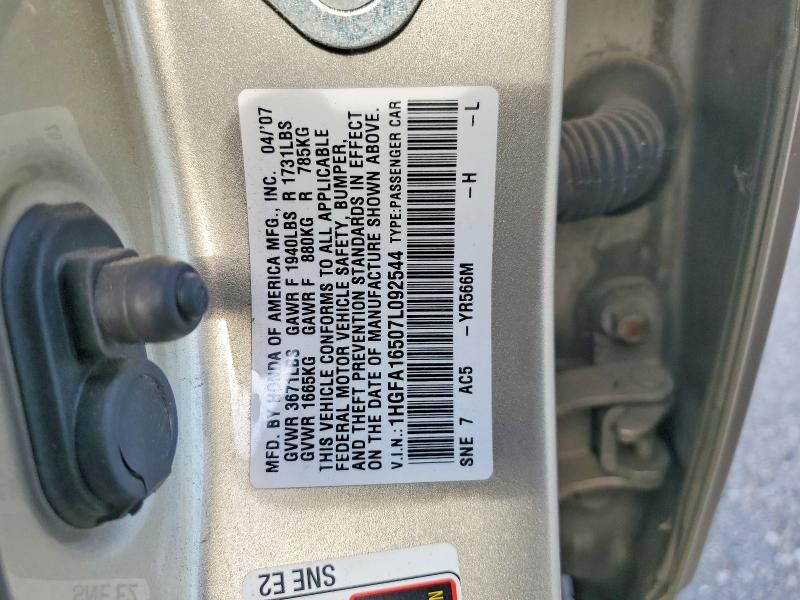 MFD. BY HONDA OF AMERICA MFG., INC. 04/'07
GVWR 3671LBS GAWR F 1940LBS R 1731LBS
GVWR 1665KG GAWR F 880KG R 785KG
THIS VEHICLE CONFORMS TO ALL APPLICABLE
FEDERAL MOTOR VEHICLE SAFETY, BUMPER,
AND THEFT PREVENTION STANDARDS IN EFFECT
ON THE DATE OF MANUFACTURE SHOWN ABOVE.
V.I.N.: 1HGFA16507L092544 TYPE:PASSENGER CAR
SNE 7 AC5 -YR566M -H -L
SNE E2